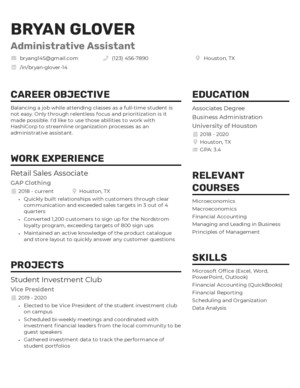 BRYAN GLOVER
Administrative Assistant
bryang145@gmail.com
(123) 456-7890
Houston, TX
/in/bryan-glover-14
CAREER OBJECTIVE
Balancing a job while attending classes as a full-time student is
not easy. Only through relentless focus and prioritization is it
made possible. I'd like to use those abilities to work with
HashiCorp to streamline organization processes as an
administrative assistant.
WORK EXPERIENCE
Retail Sales Associate
GAP Clothing
2018 - current
Houston, TX
Quickly built relationships with customers through clear
communication and exceeded sales targets in 3 out of 4
quarters
Converted 1,200 customers to sign up for the Nordstrom
loyalty program, exceeding targets of 800 sign ups
Maintained an active knowledge of the product catalogue
and store layout to quickly answer any customer questions
PROJECTS
Student Investment Club
Vice President
2019 - 2020
Elected to be Vice President of the student investment club
on campus
Scheduled bi-weekly meetings and coordinated with
investment financial leaders from the local community to be
guest speakers
Gathered investment data to track the performance of
student portfolios
EDUCATION
Associates Degree
Business Administration
University of Houston
2018 - 2020
Houston, TX
GPA: 3.4
RELEVANT
COURSES
Microeconomics
Macroeconomics
Financial Accounting
Managing and Leading in Business
Principles of Management
SKILLS
Microsoft Office (Excel, Word,
PowerPoint, Outlook)
Financial Accounting (QuickBooks)
Financial Reporting
Scheduling and Organization
Data Analysis